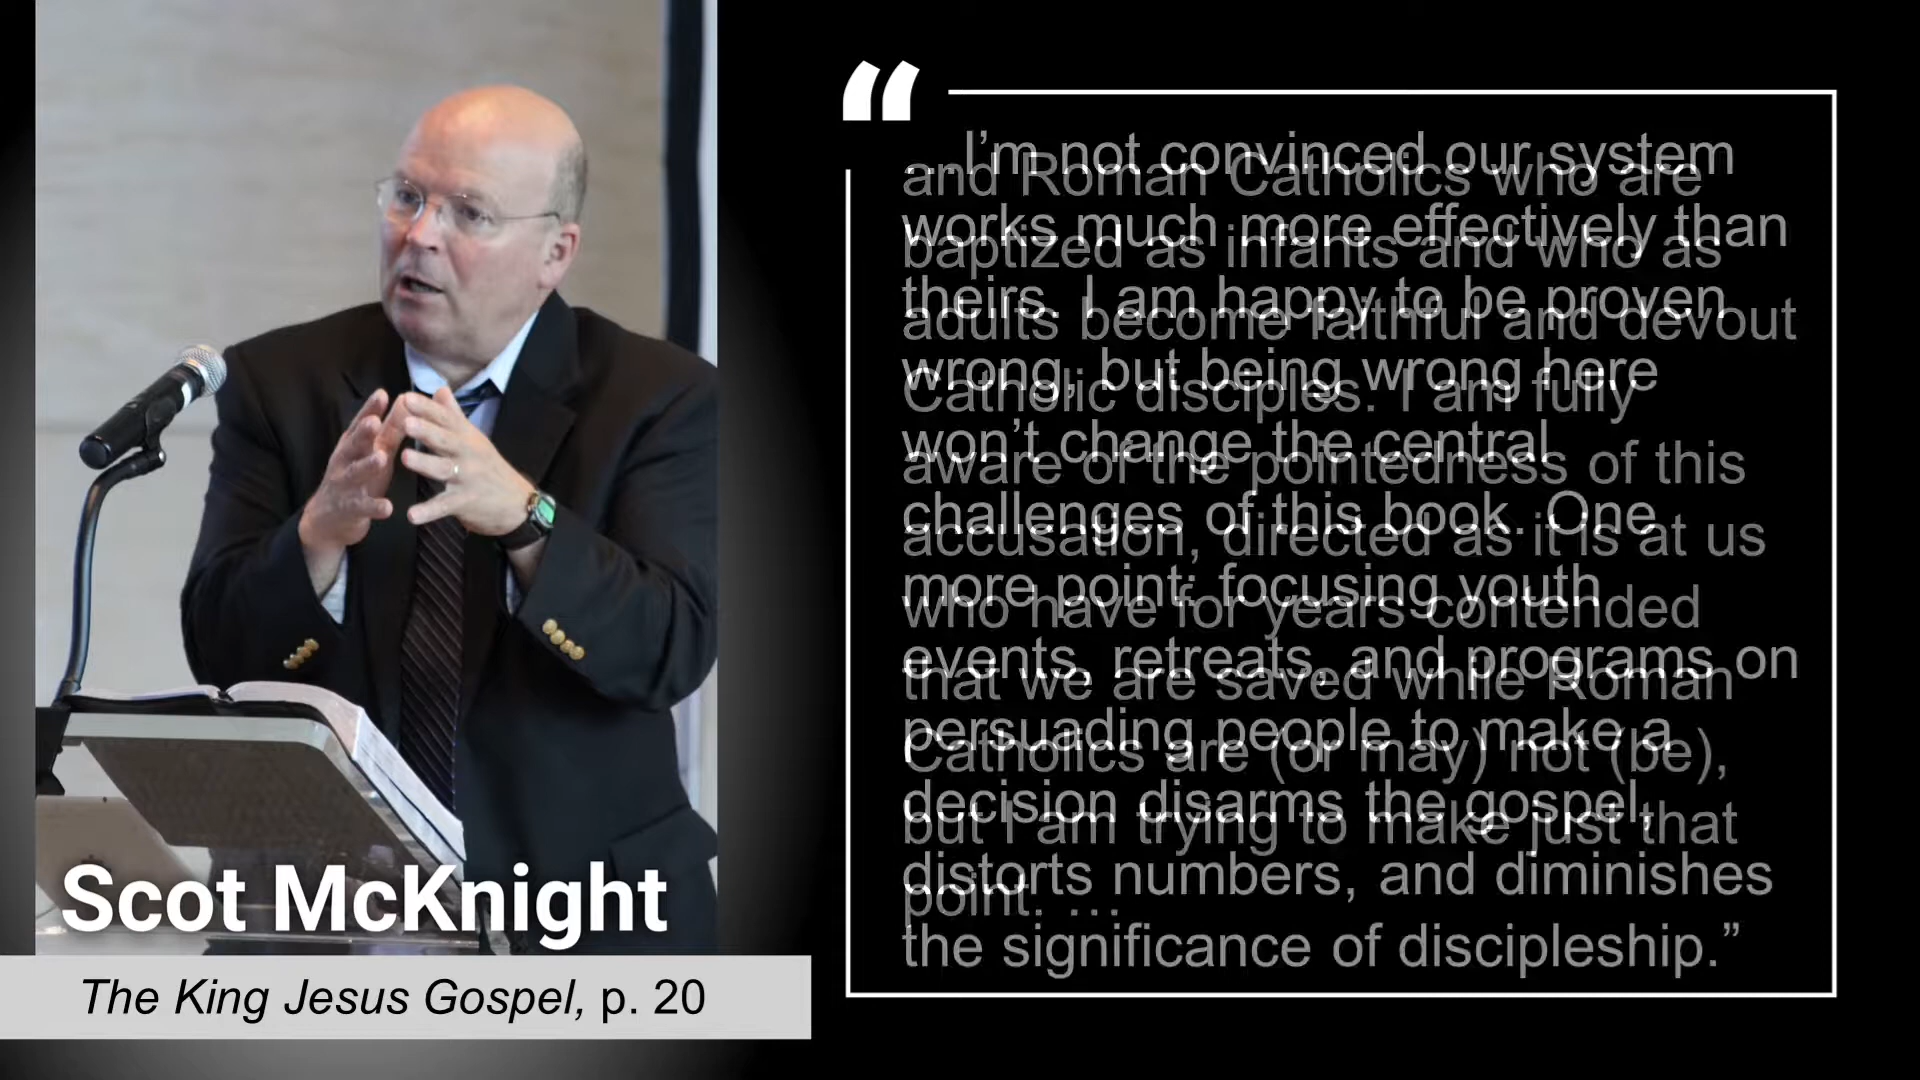 “
…I’m not convinced our system
works much more effectively than
theirs. I am happy to be proven
wrong, but being wrong here
won’t change the central
challenges of this book. One
more point: focusing youth
events, retreats, and programs on
persuading people to make a
decision disarms the gospel,
distorts numbers, and diminishes
the significance of discipleship.”
and Roman Catholics who are
baptized as infants and who as
adults become faithful and devout
Catholic disciples. I am fully
aware of the pointedness of this
accusation, directed as it is at us
who have for years contended
that we are saved while Roman
Catholics are (or may) not (be),
but I am trying to make just that
point. …
Scot McKnight
The King Jesus Gospel, p. 20